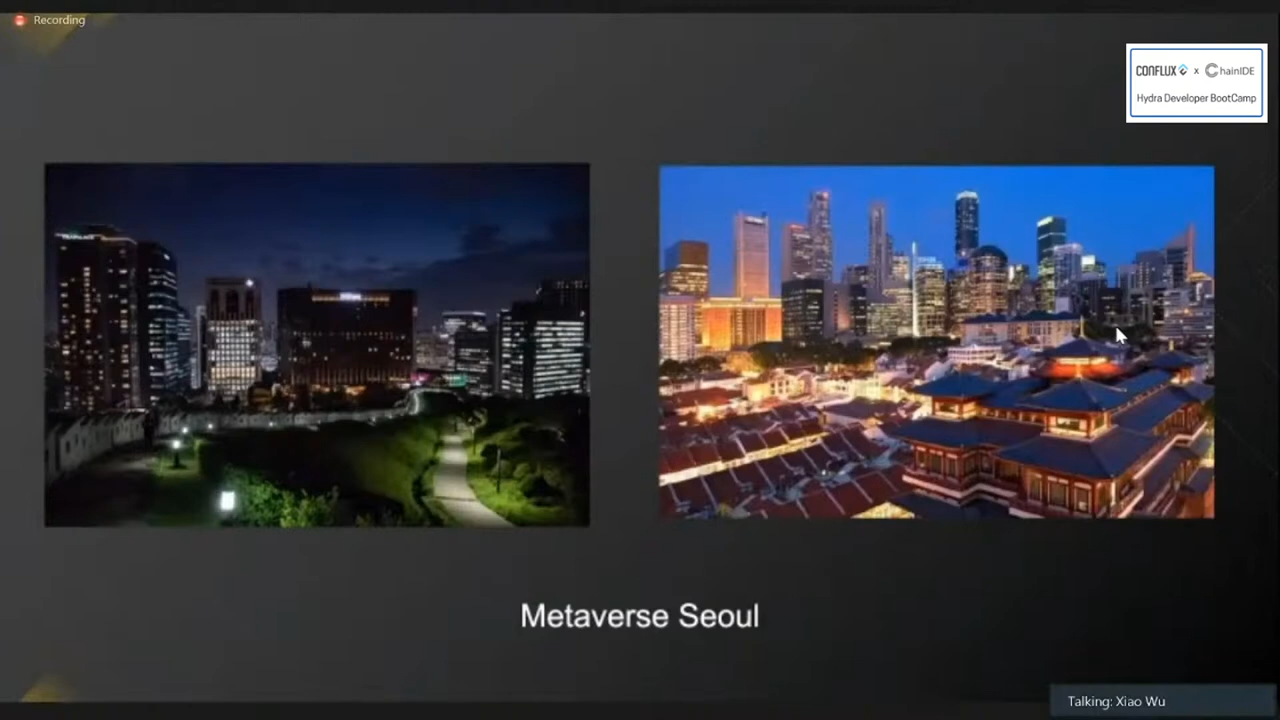 Recording
CONFLUX x ChainIDE
Hydra Developer BootCamp
Metaverse Seoul
Talking: Xiao Wu